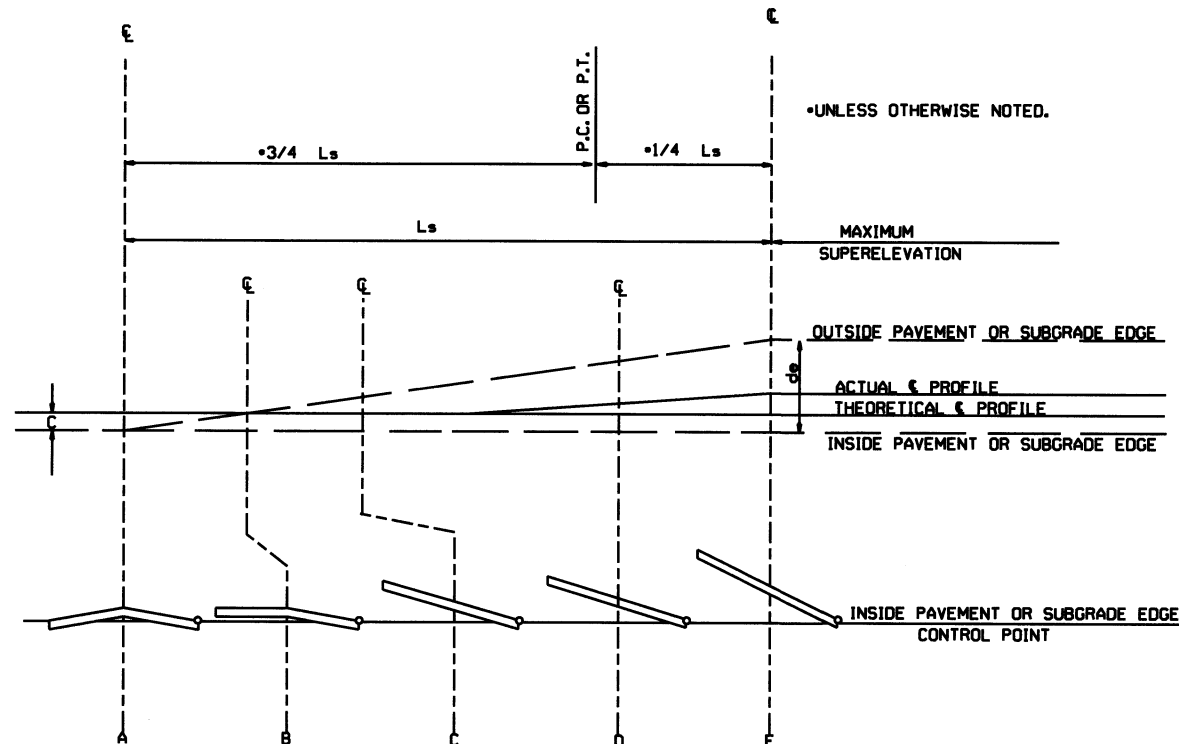 ℄
℄
P.C. OR P.T.
•UNLESS OTHERWISE NOTED.
•3/4 Ls
•1/4 Ls
Ls
MAXIMUM
SUPERELEVATION
℄
℄
℄
OUTSIDE PAVEMENT OR SUBGRADE EDGE
de
ACTUAL ℄ PROFILE
C
THEORETICAL ℄ PROFILE
INSIDE PAVEMENT OR SUBGRADE EDGE
INSIDE PAVEMENT OR SUBGRADE EDGE
CONTROL POINT
A B C D E